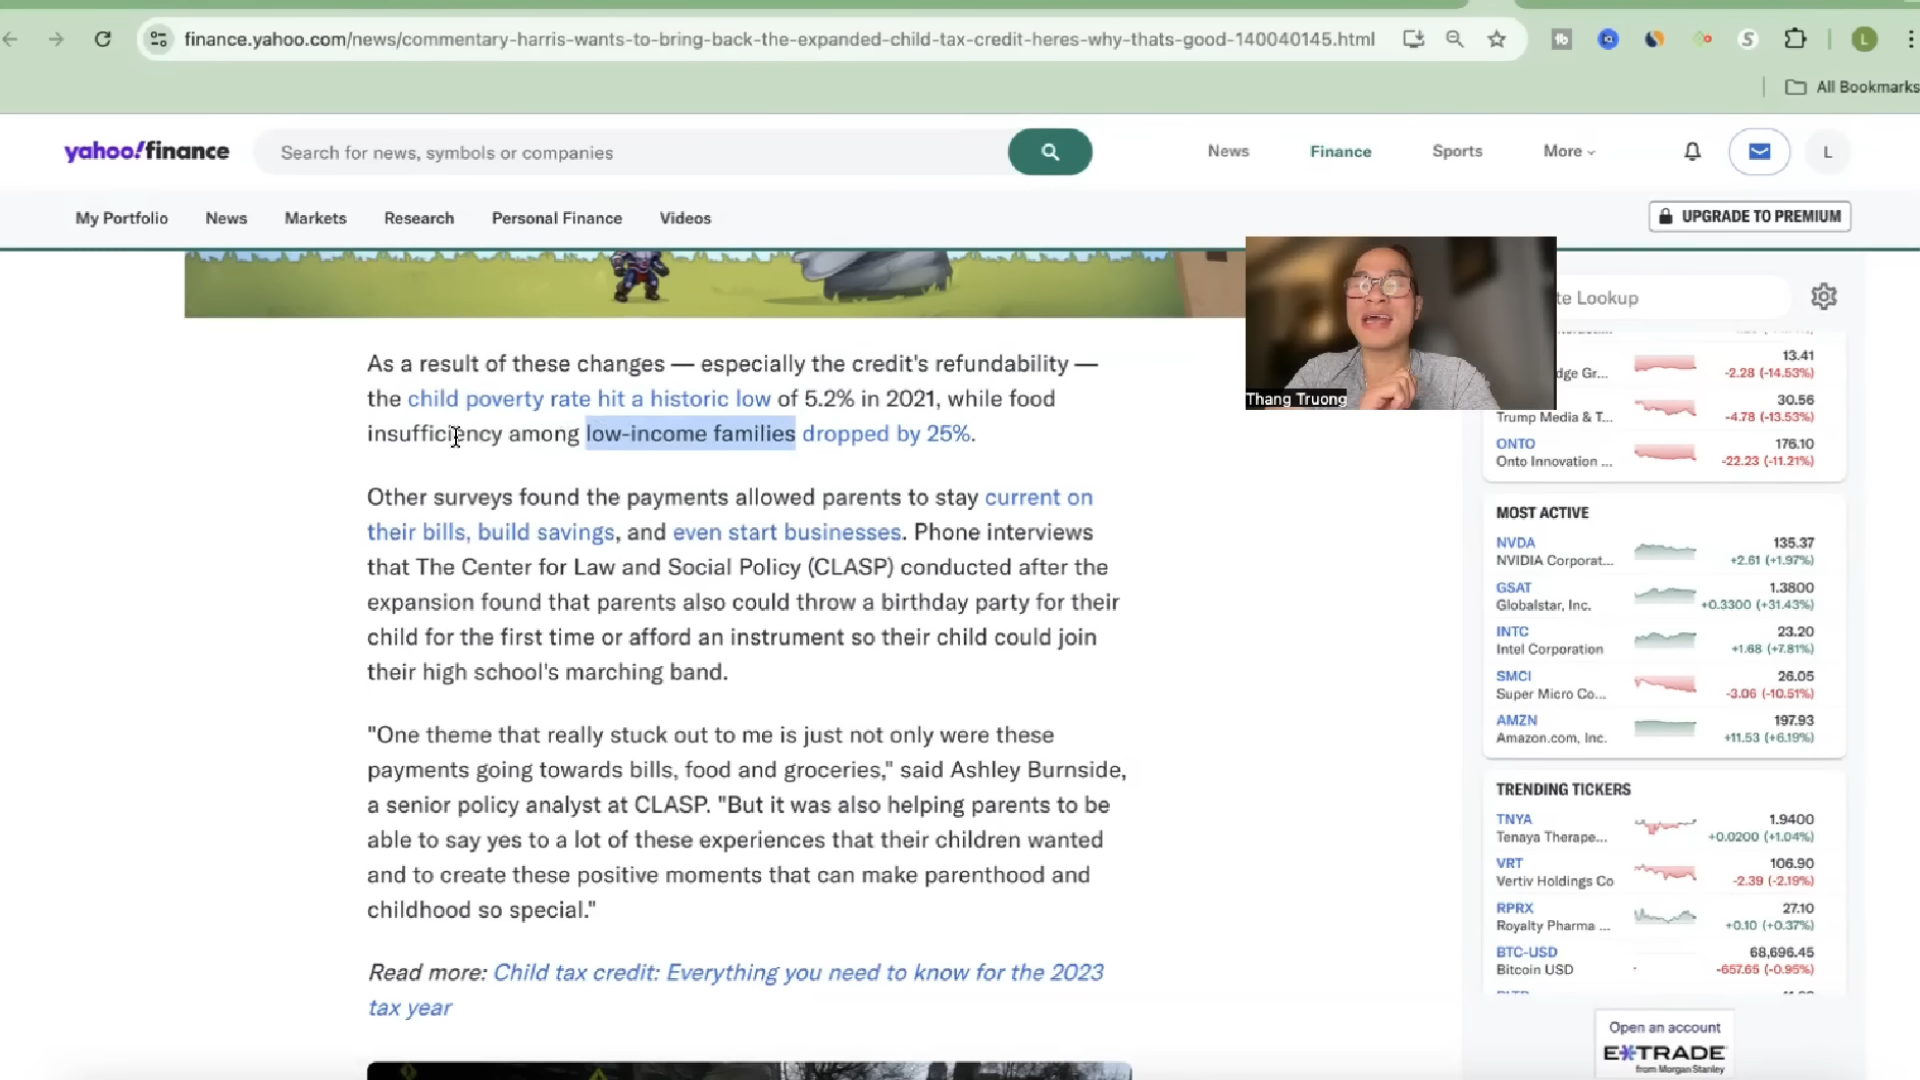 finance.yahoo.com/news/commentary-harris-wants-to-bring-back-the-expanded-child-tax-credit-heres-why-thats-good-140040145.html
All Bookmarks
yahoo!finance
Search for news, symbols or companies
News
Finance
Sports
More
L
My Portfolio
News
Markets
Research
Personal Finance
Videos
UPGRADE TO PREMIUM
As a result of these changes — especially the credit's refundability —
the child poverty rate hit a historic low of 5.2% in 2021, while food
insufficiency among low-income families dropped by 25%.
Other surveys found the payments allowed parents to stay current on
their bills, build savings, and even start businesses. Phone interviews
that The Center for Law and Social Policy (CLASP) conducted after the
expansion found that parents also could throw a birthday party for their
child for the first time or afford an instrument so their child could join
their high school's marching band.
"One theme that really stuck out to me is just not only were these
payments going towards bills, food and groceries," said Ashley Burnside,
a senior policy analyst at CLASP. "But it was also helping parents to be
able to say yes to a lot of these experiences that their children wanted
and to create these positive moments that can make parenthood and
childhood so special."
Read more: Child tax credit: Everything you need to know for the 2023
tax year
Thang Truong
te Lookup
13.41
dge Gr... -2.28 (-14.53%)
30.56
Trump Media & T... -4.78 (-13.53%)
ONTO 176.10
Onto Innovation ... -22.23 (-11.21%)
MOST ACTIVE
NVDA 135.37
NVIDIA Corporat... +2.61 (+1.97%)
GSAT 1.3800
Globalstar, Inc. +0.3300 (+31.43%)
INTC 23.20
Intel Corporation +1.68 (+7.81%)
SMCI 26.05
Super Micro Co... -3.06 (-10.51%)
AMZN 197.93
Amazon.com, Inc. +11.53 (+6.19%)
TRENDING TICKERS
TNYA 1.9400
Tenaya Therape... +0.0200 (+1.04%)
VRT 106.90
Vertiv Holdings Co -2.39 (-2.19%)
RPRX 27.10
Royalty Pharma ... +0.10 (+0.37%)
BTC-USD 68,696.45
Bitcoin USD -657.65 (-0.95%)
Open an account
E*TRADE
from Morgan Stanley